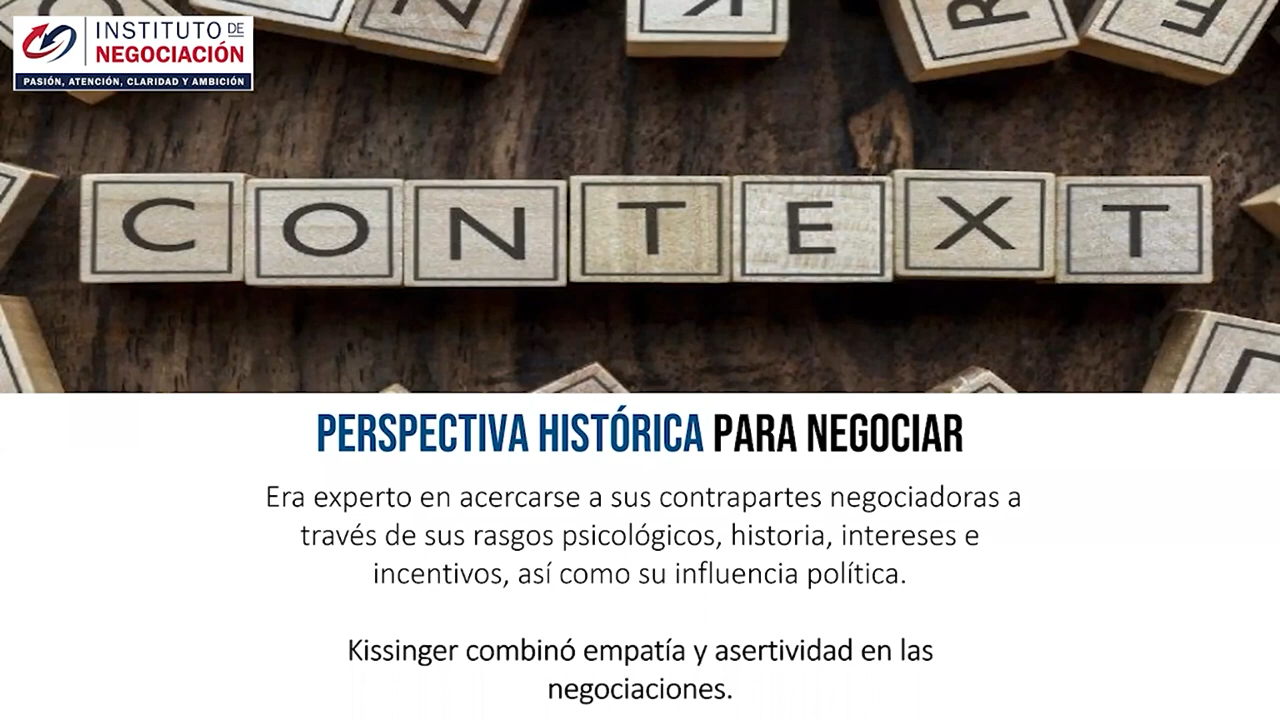 INSTITUTO DE
NEGOCIACIÓN
PASIÓN, ATENCIÓN, CLARIDAD Y AMBICIÓN
CONTEXT
PERSPECTIVA HISTÓRICA PARA NEGOCIAR
Era experto en acercarse a sus contrapartes negociadoras a
través de sus rasgos psicológicos, historia, intereses e
incentivos, así como su influencia política.
Kissinger combinó empatía y asertividad en las
negociaciones.